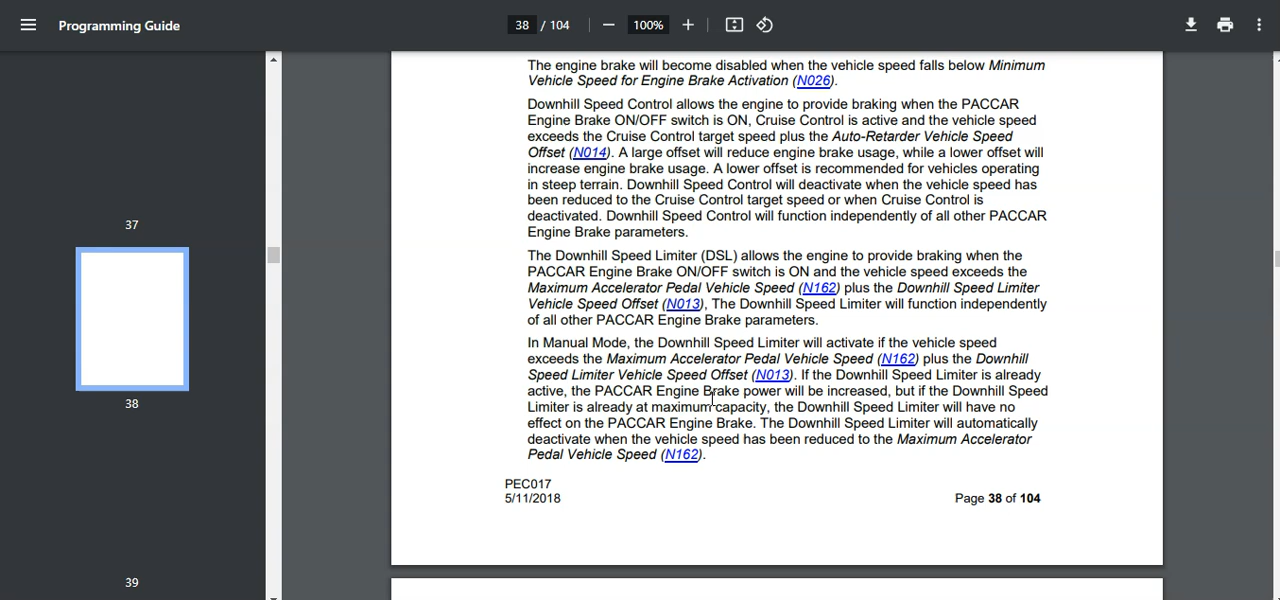 Programming Guide
38 / 104
100%
37
38
39
The engine brake will become disabled when the vehicle speed falls below Minimum
Vehicle Speed for Engine Brake Activation (N026).
Downhill Speed Control allows the engine to provide braking when the PACCAR
Engine Brake ON/OFF switch is ON, Cruise Control is active and the vehicle speed
exceeds the Cruise Control target speed plus the Auto-Retarder Vehicle Speed
Offset (N014). A large offset will reduce engine brake usage, while a lower offset will
increase engine brake usage. A lower offset is recommended for vehicles operating
in steep terrain. Downhill Speed Control will deactivate when the vehicle speed has
been reduced to the Cruise Control target speed or when Cruise Control is
deactivated. Downhill Speed Control will function independently of all other PACCAR
Engine Brake parameters.
The Downhill Speed Limiter (DSL) allows the engine to provide braking when the
PACCAR Engine Brake ON/OFF switch is ON and the vehicle speed exceeds the
Maximum Accelerator Pedal Vehicle Speed (N162) plus the Downhill Speed Limiter
Vehicle Speed Offset (N013), The Downhill Speed Limiter will function independently
of all other PACCAR Engine Brake parameters.
In Manual Mode, the Downhill Speed Limiter will activate if the vehicle speed
exceeds the Maximum Accelerator Pedal Vehicle Speed (N162) plus the Downhill
Speed Limiter Vehicle Speed Offset (N013). If the Downhill Speed Limiter is already
active, the PACCAR Engine Brake power will be increased, but if the Downhill Speed
Limiter is already at maximum capacity, the Downhill Speed Limiter will have no
effect on the PACCAR Engine Brake. The Downhill Speed Limiter will automatically
deactivate when the vehicle speed has been reduced to the Maximum Accelerator
Pedal Vehicle Speed (N162).
PEC017
5/11/2018
Page 38 of 104